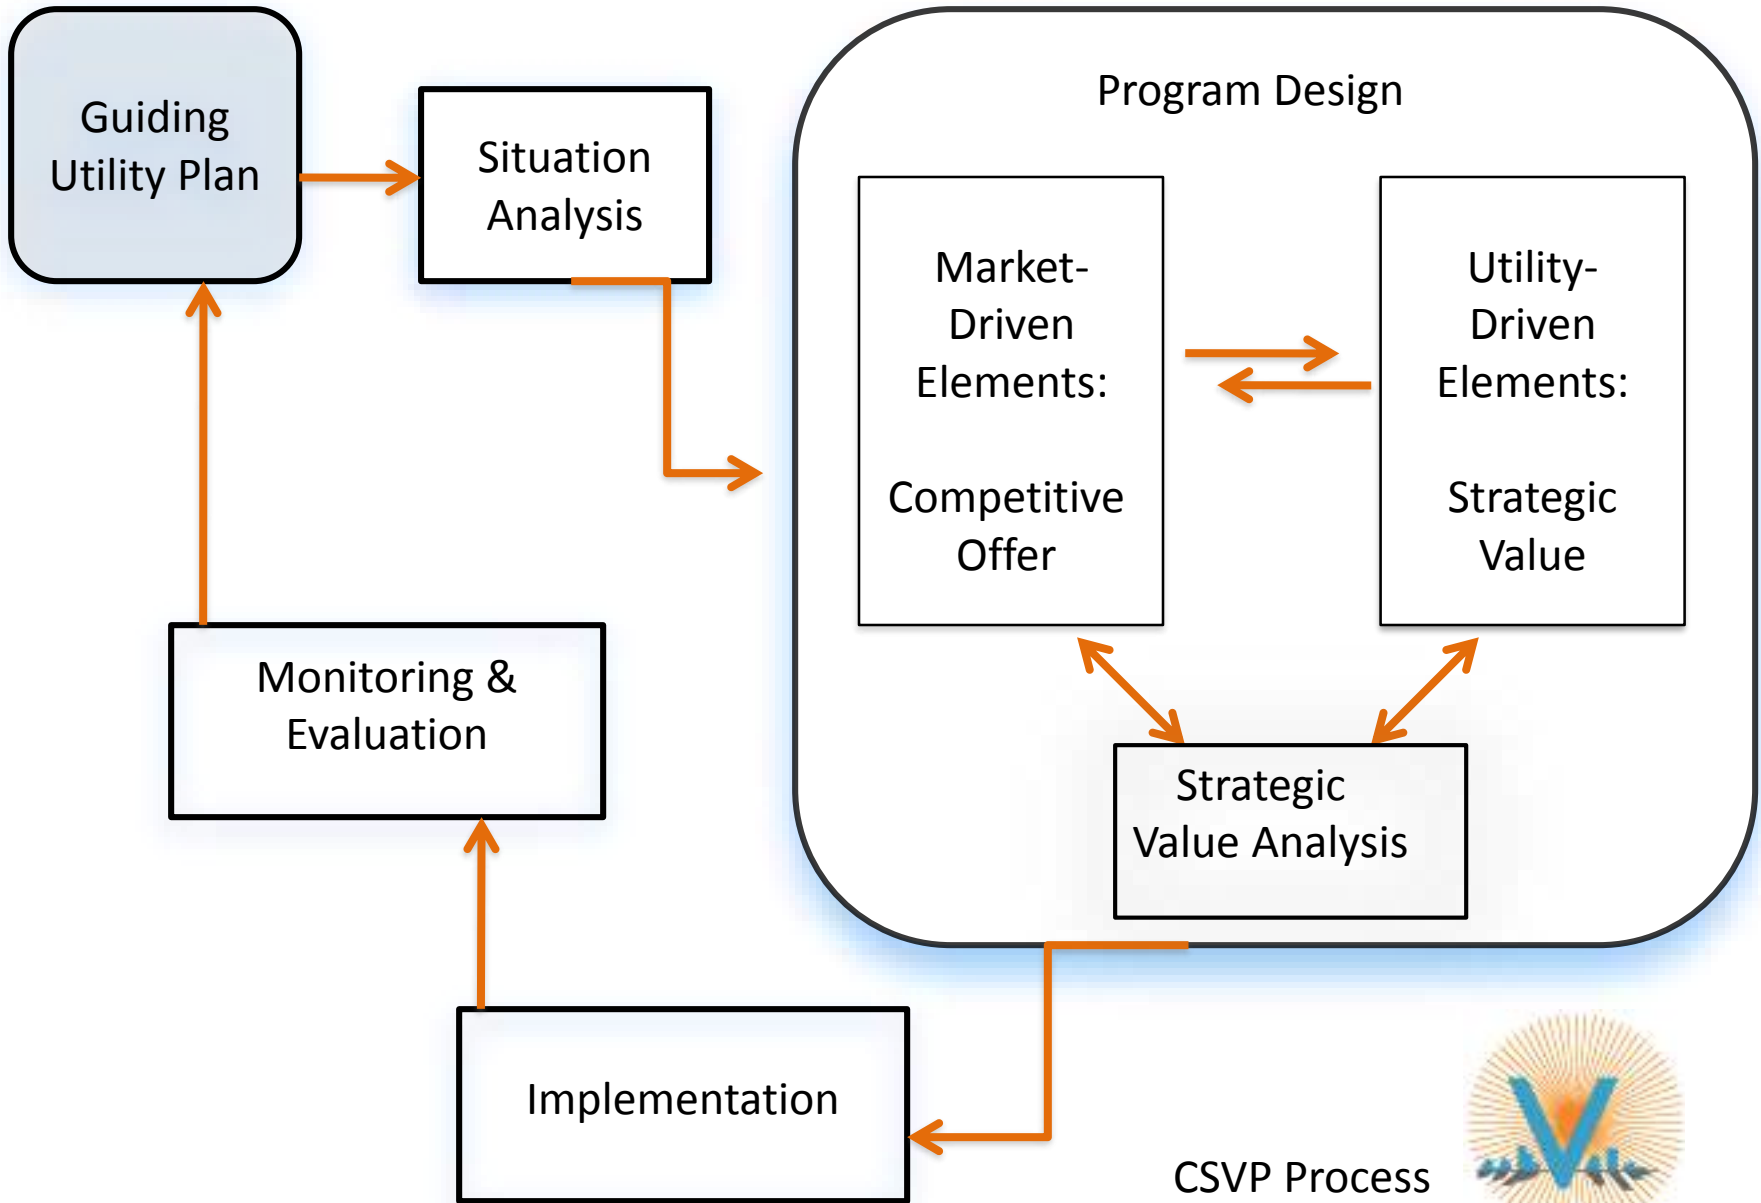 Guiding
Utility Plan
Situation
Analysis
Program Design
Market-
Driven
Elements:
Competitive
Offer
Utility-
Driven
Elements:
Strategic
Value
Strategic
Value Analysis
Monitoring &
Evaluation
Implementation
CSVP Process
V